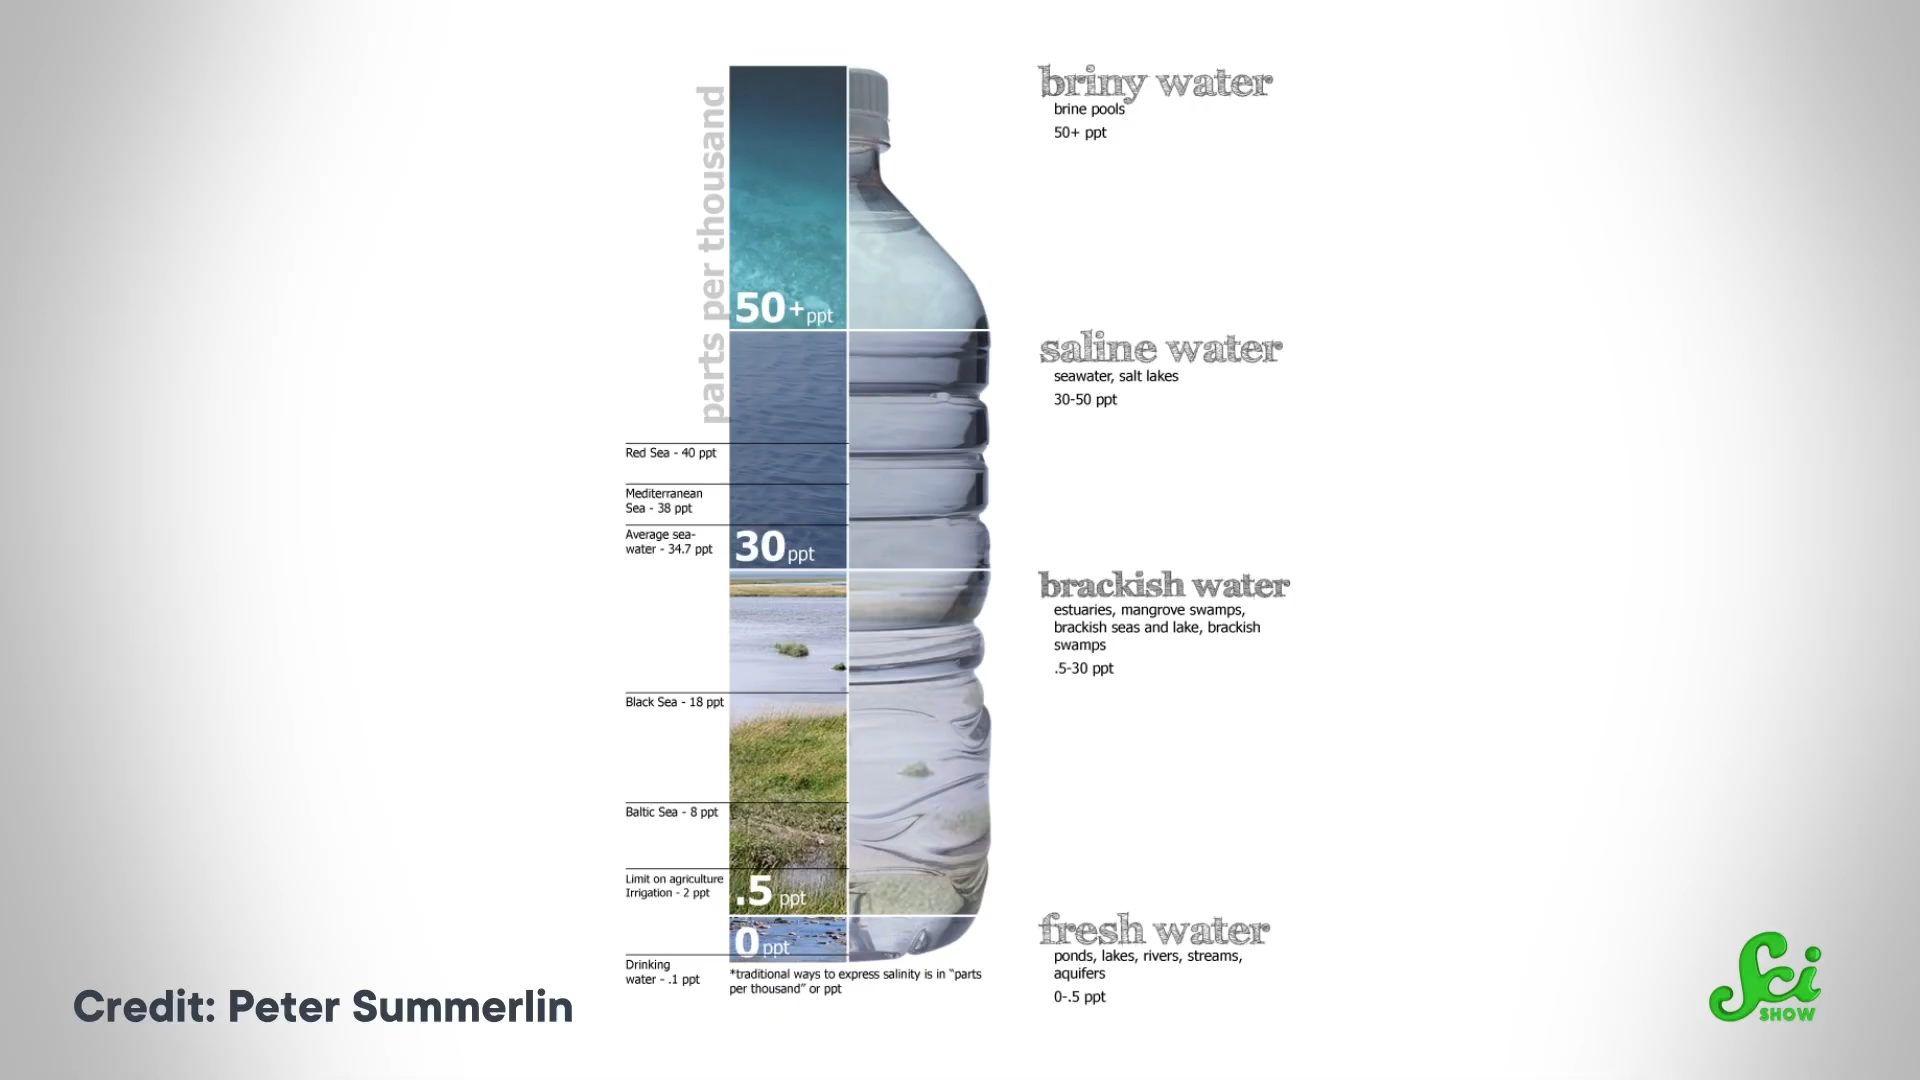 parts per thousand
50+ppt
Red Sea - 40 ppt
Mediterranean
Sea - 38 ppt
Average sea-
water - 34.7 ppt
30ppt
Black Sea - 18 ppt
Baltic Sea - 8 ppt
Limit on agriculture
Irrigation - 2 ppt
.5 ppt
0ppt
Drinking
water - .1 ppt
*traditional ways to express salinity is in "parts
per thousand" or ppt
briny water
brine pools
50+ ppt
saline water
seawater, salt lakes
30-50 ppt
brackish water
estuaries, mangrove swamps,
brackish seas and lake, brackish
swamps
.5-30 ppt
fresh water
ponds, lakes, rivers, streams,
aquifers
0-.5 ppt
Credit: Peter Summerlin
Sci
SHOW